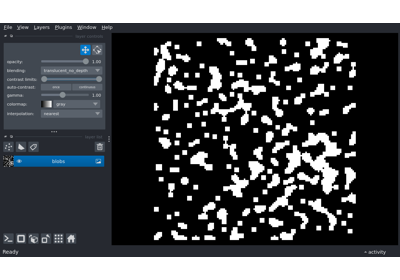 File View Layers Plugins Window Help
opacity: 1.00
blending: translucent_no_depth
contrast limits:
auto-contrast: once continuous
gamma: 1.00
colormap: gray
interpolation: nearest
blobs
Ready activity